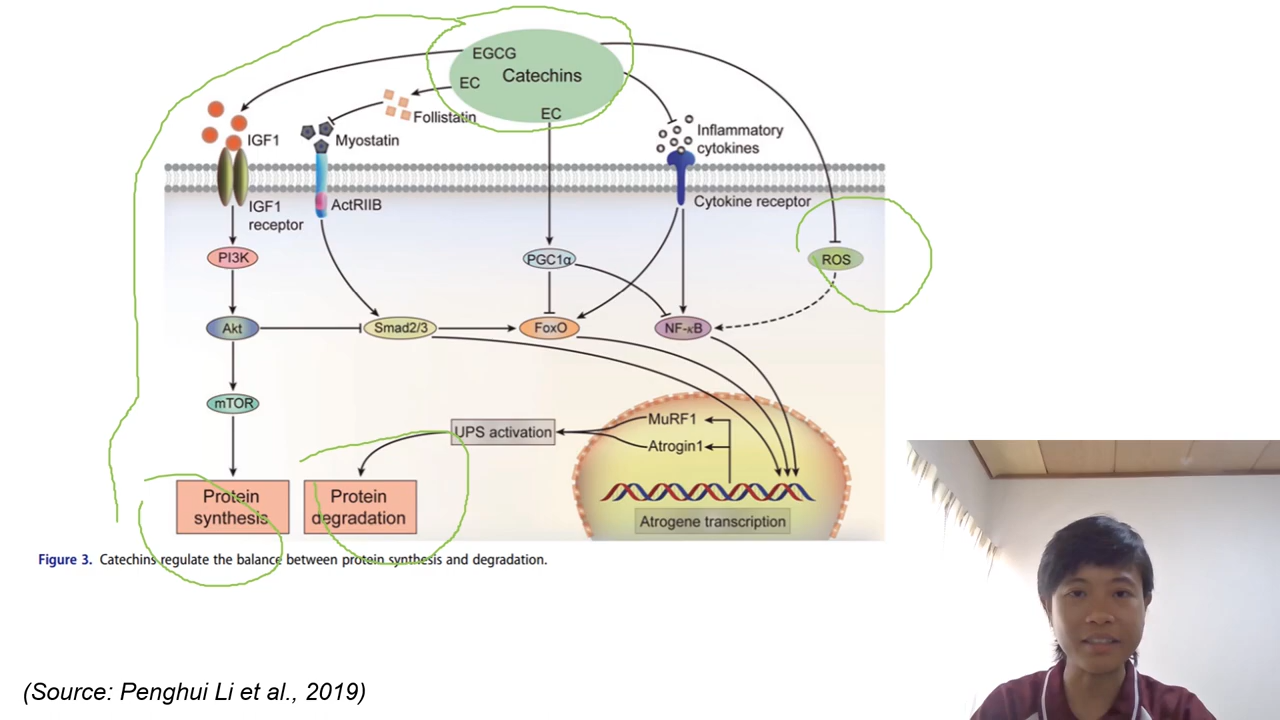 EGCG
Catechins
EC
EC
Follistatin
IGF1
Myostatin
Inflammatory
cytokines
IGF1
receptor
ActRIIB
Cytokine receptor
PI3K
PGC1α
ROS
Akt
Smad2/3
FoxO
NF-κB
mTOR
MuRF1
UPS activation
Atrogin1
Protein
synthesis
Protein
degradation
Atrogene transcription
Figure 3. Catechins regulate the balance between protein synthesis and degradation.
(Source: Penghui Li et al., 2019)